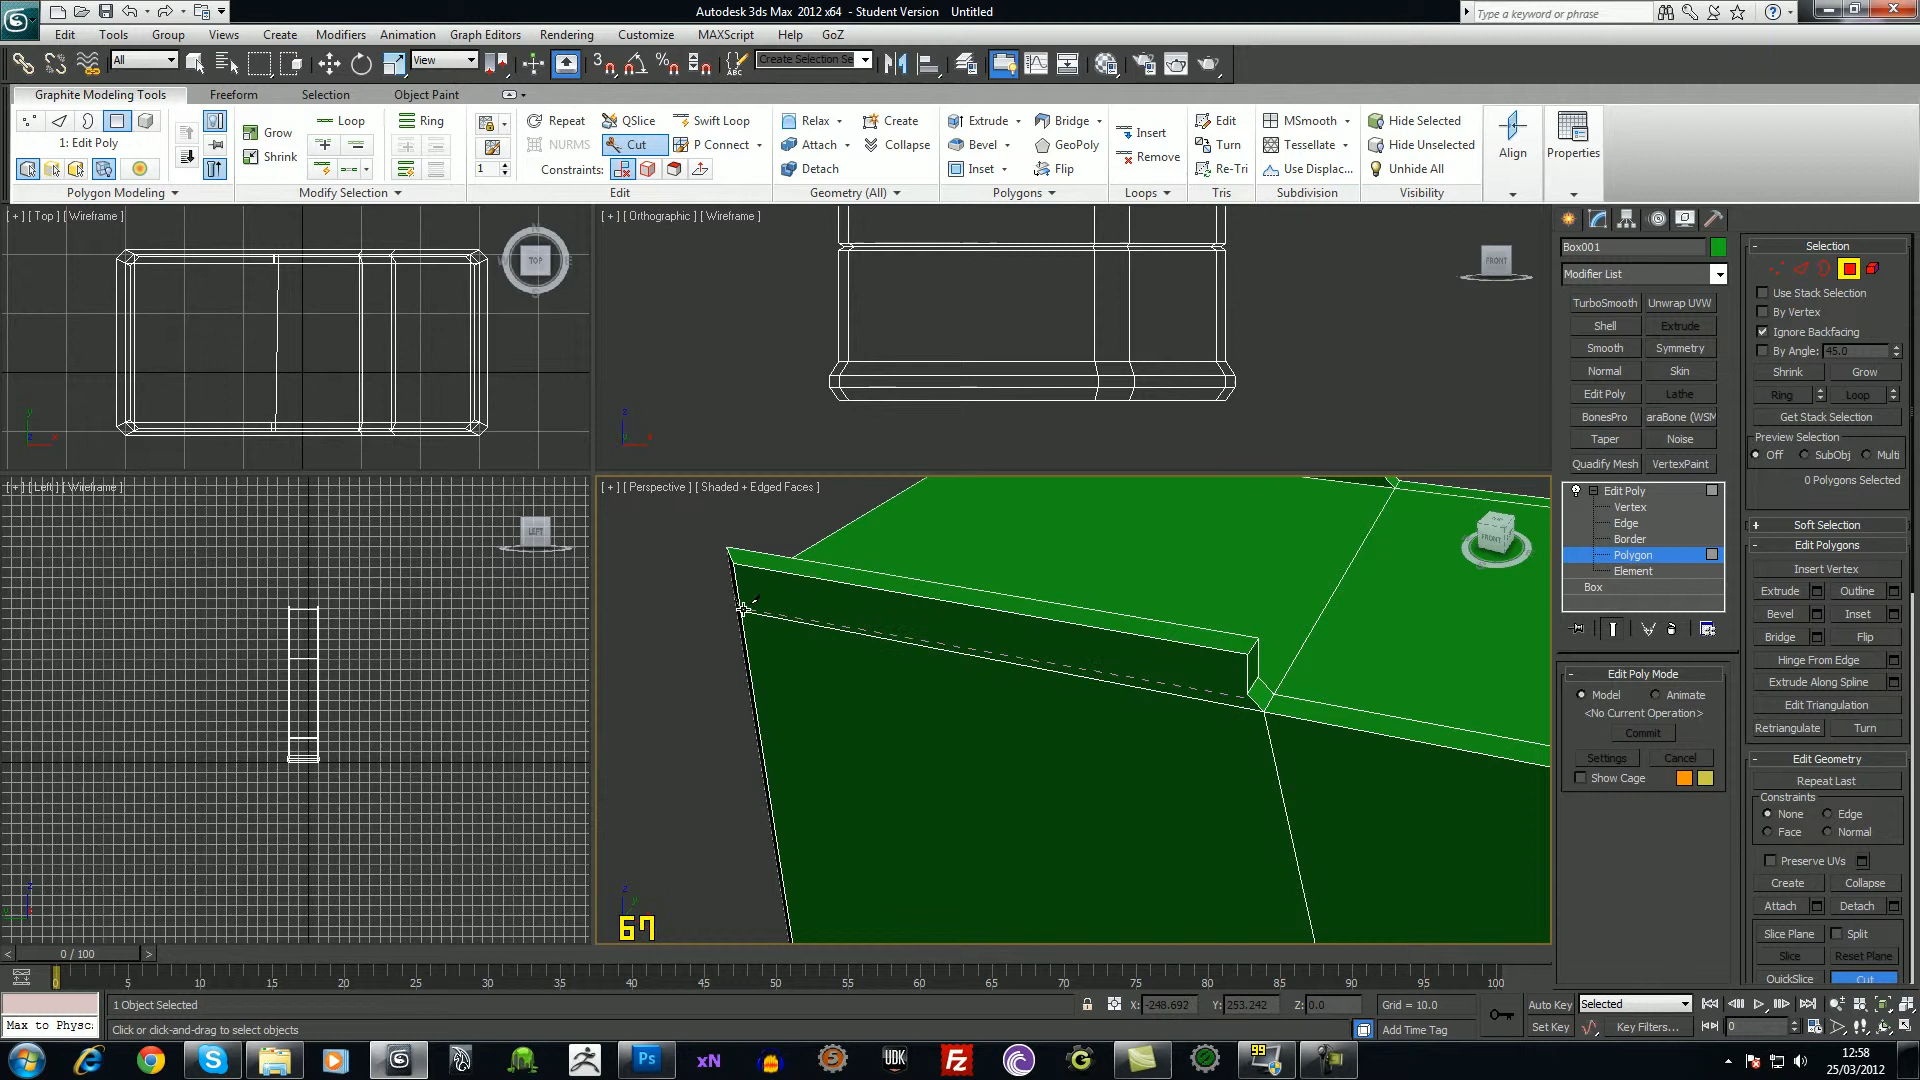 Autodesk 3ds Max 2012 x64 - Student Version Untitled
Type a keyword or phrase
Edit Tools Group Views Create Modifiers Animation Graph Editors Rendering Customize MAXScript Help GoZ
All View Create Selection Se
Graphite Modeling Tools Freeform Selection Object Paint
Loop Ring Repeat QSlice Swift Loop Relax Create Extrude Bridge Insert Edit MSmooth Hide Selected
Grow 1: Edit Poly NURMS Cut P Connect Attach Collapse Bevel GeoPoly Remove Turn Tessellate Hide Unselected Align Properties
Shrink 1 Constraints: Detach Inset Flip Re-Tri Use Displac... Unhide All
Polygon Modeling Modify Selection Edit Geometry (All) Polygons Loops Tris Subdivision Visibility
[ + ] [ Top ] [ Wireframe ]
TOP
[ + ] [ Orthographic ] [ Wireframe ]
FRONT
[ + ] [ Left ] [ Wireframe ]
LEFT
[ + ] [ Perspective ] [ Shaded + Edged Faces ]
TOP
FRONT
67
Box001
Modifier List
TurboSmooth Unwrap UVW
Shell Extrude
Smooth Symmetry
Normal Skin
Edit Poly Lathe
BonesPro araBone (WSM
Taper Noise
Quadify Mesh VertexPaint
Edit Poly
Vertex
Edge
Border
Polygon
Element
Box
Edit Poly Mode
Model Animate
<No Current Operation>
Commit
Settings Cancel
Show Cage
Selection
Use Stack Selection
By Vertex
Ignore Backfacing
By Angle: 45.0
Shrink Grow
Ring Loop
Get Stack Selection
Preview Selection
Off SubObj Multi
0 Polygons Selected
Soft Selection
Edit Polygons
Insert Vertex
Extrude Outline
Bevel Inset
Bridge Flip
Hinge From Edge
Extrude Along Spline
Edit Triangulation
Retriangulate Turn
Edit Geometry
Repeat Last
Constraints
None Edge
Face Normal
Preserve UVs
Create Collapse
Attach Detach
Slice Plane Split
Slice Reset Plane
QuickSlice Cut
0 / 100
0 5 10 15 20 25 30 35 40 45 50 55 60 65 70 75 80 85 90 95 100
1 Object Selected X: -248.692 Y: 253.242 Z: 0.0 Grid = 10.0 Auto Key Selected
Max to Physc: Click or click-and-drag to select objects Add Time Tag Set Key Key Filters... 0
Ps xN 5 UDK Fz G 99
12:58
25/03/2012